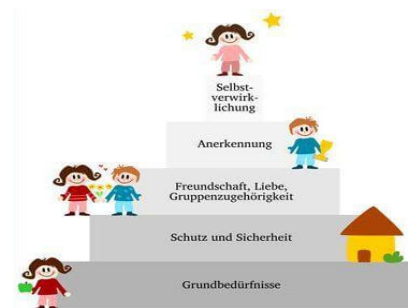 Selbst-
verwirk-
lichung
Anerkennung
Freundschaft, Liebe,
Gruppenzugehörigkeit
Schutz und Sicherheit
Grundbedürfnisse